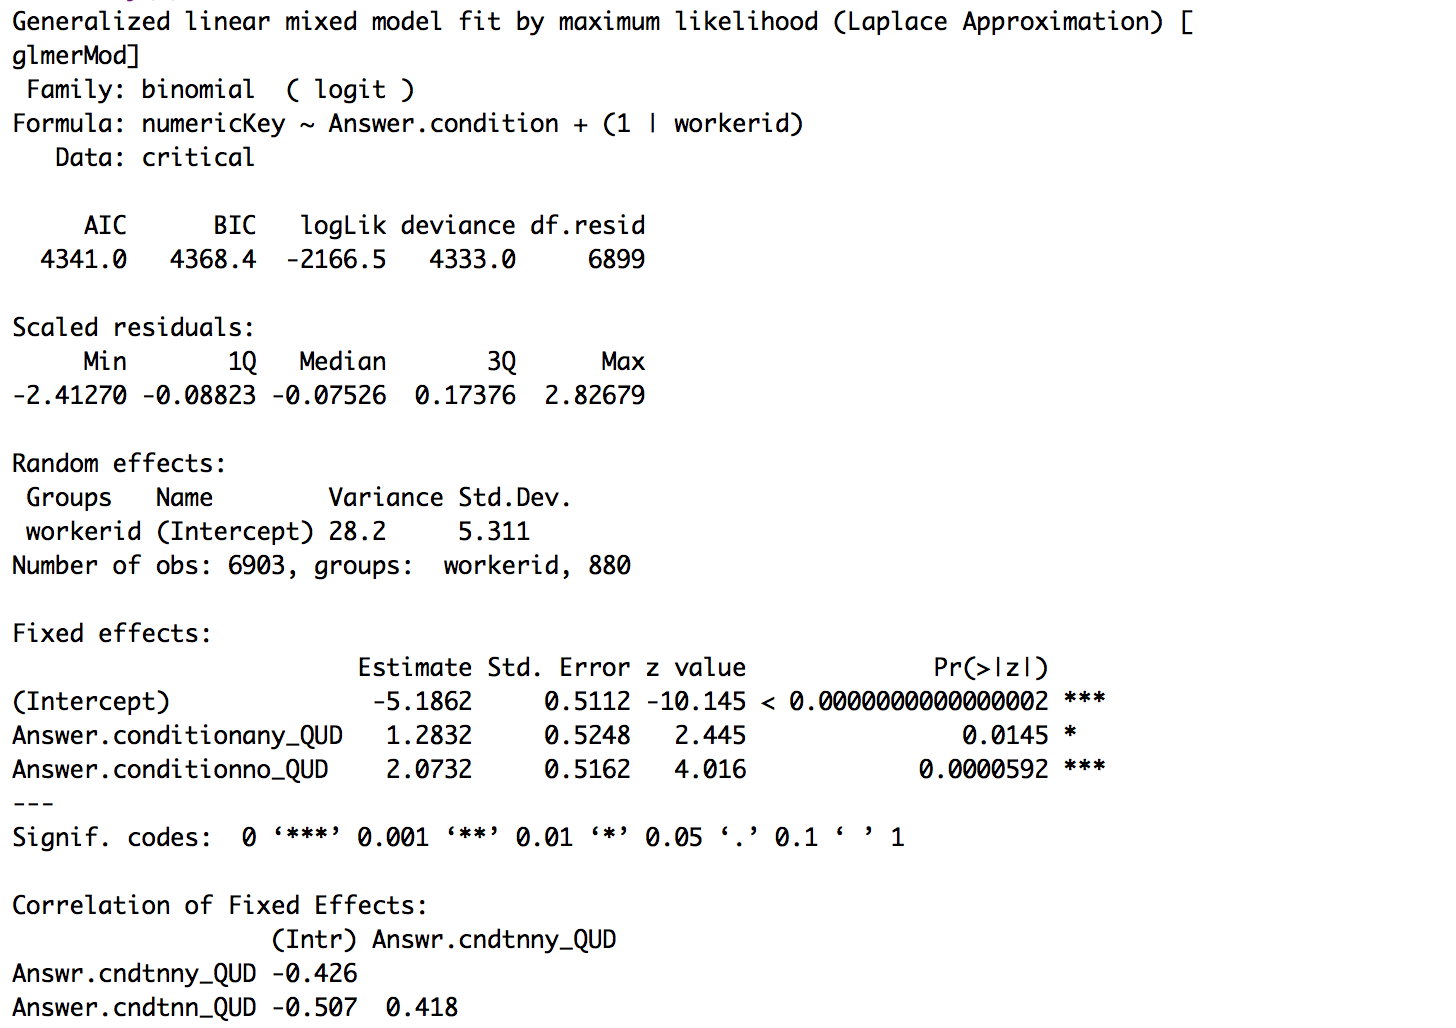 Generalized linear mixed model fit by maximum likelihood (Laplace Approximation) [
glmerMod]
 Family: binomial  ( logit )
Formula: numericKey ~ Answer.condition + (1 | workerid)
   Data: critical

     AIC      BIC   logLik deviance df.resid
  4341.0   4368.4  -2166.5   4333.0     6899

Scaled residuals:
     Min       1Q   Median       3Q      Max
-2.41270 -0.08823 -0.07526  0.17376  2.82679

Random effects:
 Groups   Name        Variance Std.Dev.
 workerid (Intercept) 28.2     5.311
Number of obs: 6903, groups:  workerid, 880

Fixed effects:
                        Estimate Std. Error z value             Pr(>|z|)
(Intercept)              -5.1862     0.5112 -10.145 < 0.0000000000000002 ***
Answer.conditionany_QUD   1.2832     0.5248   2.445               0.0145 *
Answer.conditionno_QUD    2.0732     0.5162   4.016            0.0000592 ***
---
Signif. codes:  0 ‘***’ 0.001 ‘**’ 0.01 ‘*’ 0.05 ‘.’ 0.1 ‘ ’ 1

Correlation of Fixed Effects:
                  (Intr) Answr.cndtnny_QUD
Answr.cndtnny_QUD -0.426
Answer.cndtnn_QUD -0.507  0.418